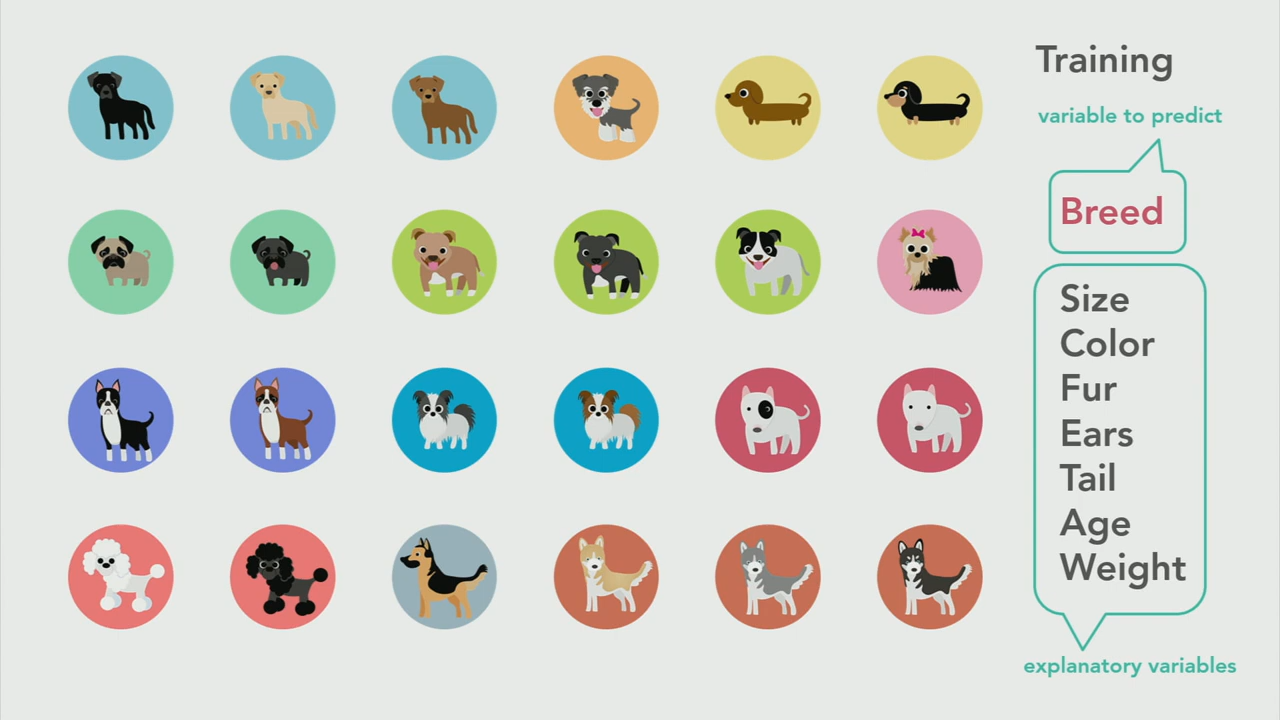 Training
variable to predict
Breed
Size
Color
Fur
Ears
Tail
Age
Weight
explanatory variables